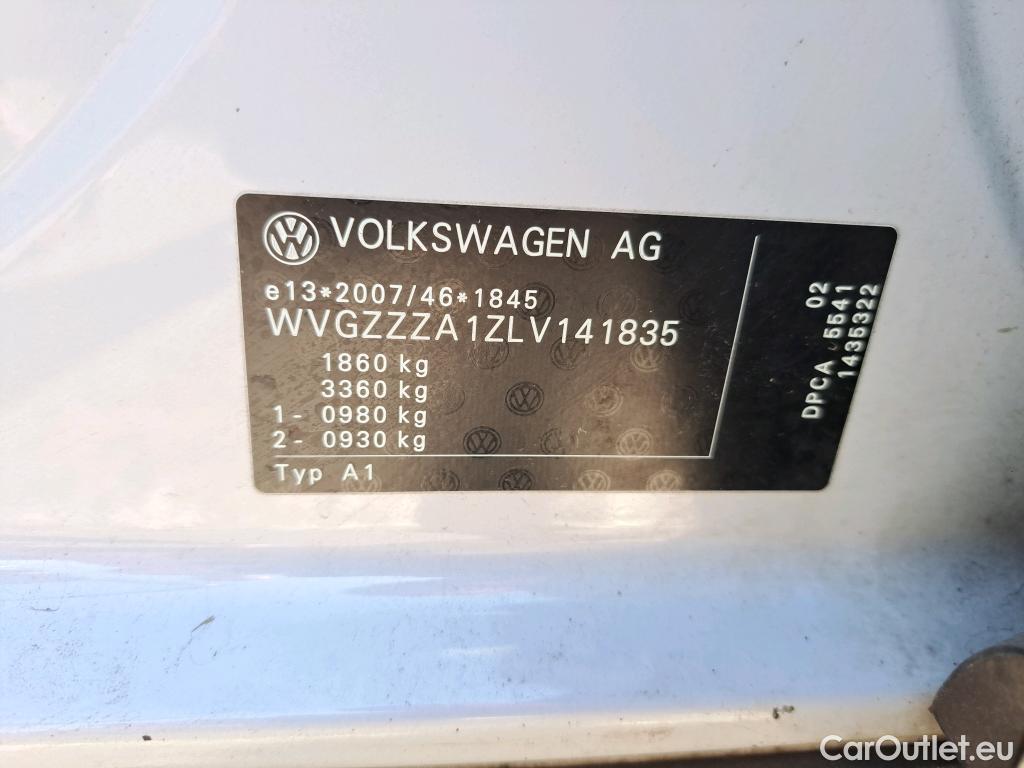 VOLKSWAGEN AG
e13*2007/46*1845
WVGZZZA1ZLV141835
1860 kg
3360 kg
1- 0980 kg
2- 0930 kg
Typ A1
02
DPCA 5541
1435322
CarOutlet.eu